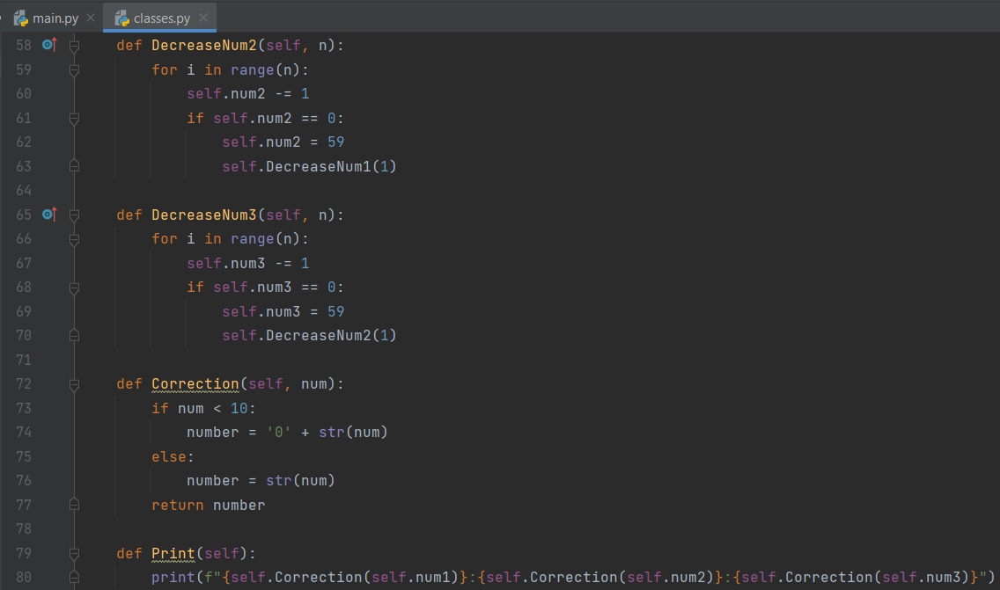 main.py classes.py
58 def DecreaseNum2(self, n):
59 for i in range(n):
60 self.num2 -= 1
61 if self.num2 == 0:
62 self.num2 = 59
63 self.DecreaseNum1(1)
64
65 def DecreaseNum3(self, n):
66 for i in range(n):
67 self.num3 -= 1
68 if self.num3 == 0:
69 self.num3 = 59
70 self.DecreaseNum2(1)
71
72 def Correction(self, num):
73 if num < 10:
74 number = '0' + str(num)
75 else:
76 number = str(num)
77 return number
78
79 def Print(self):
80 print(f"{self.Correction(self.num1)}:{self.Correction(self.num2)}:{self.Correction(self.num3)}")